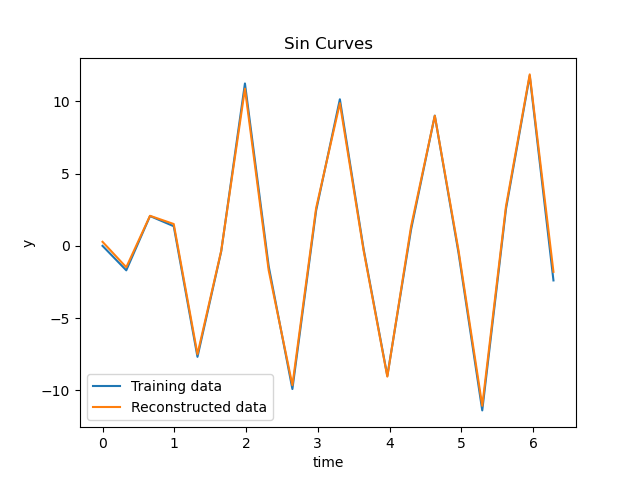 Sin Curves
y
10
5
0
−5
−10
Training data
Reconstructed data
0 1 2 3 4 5 6
time